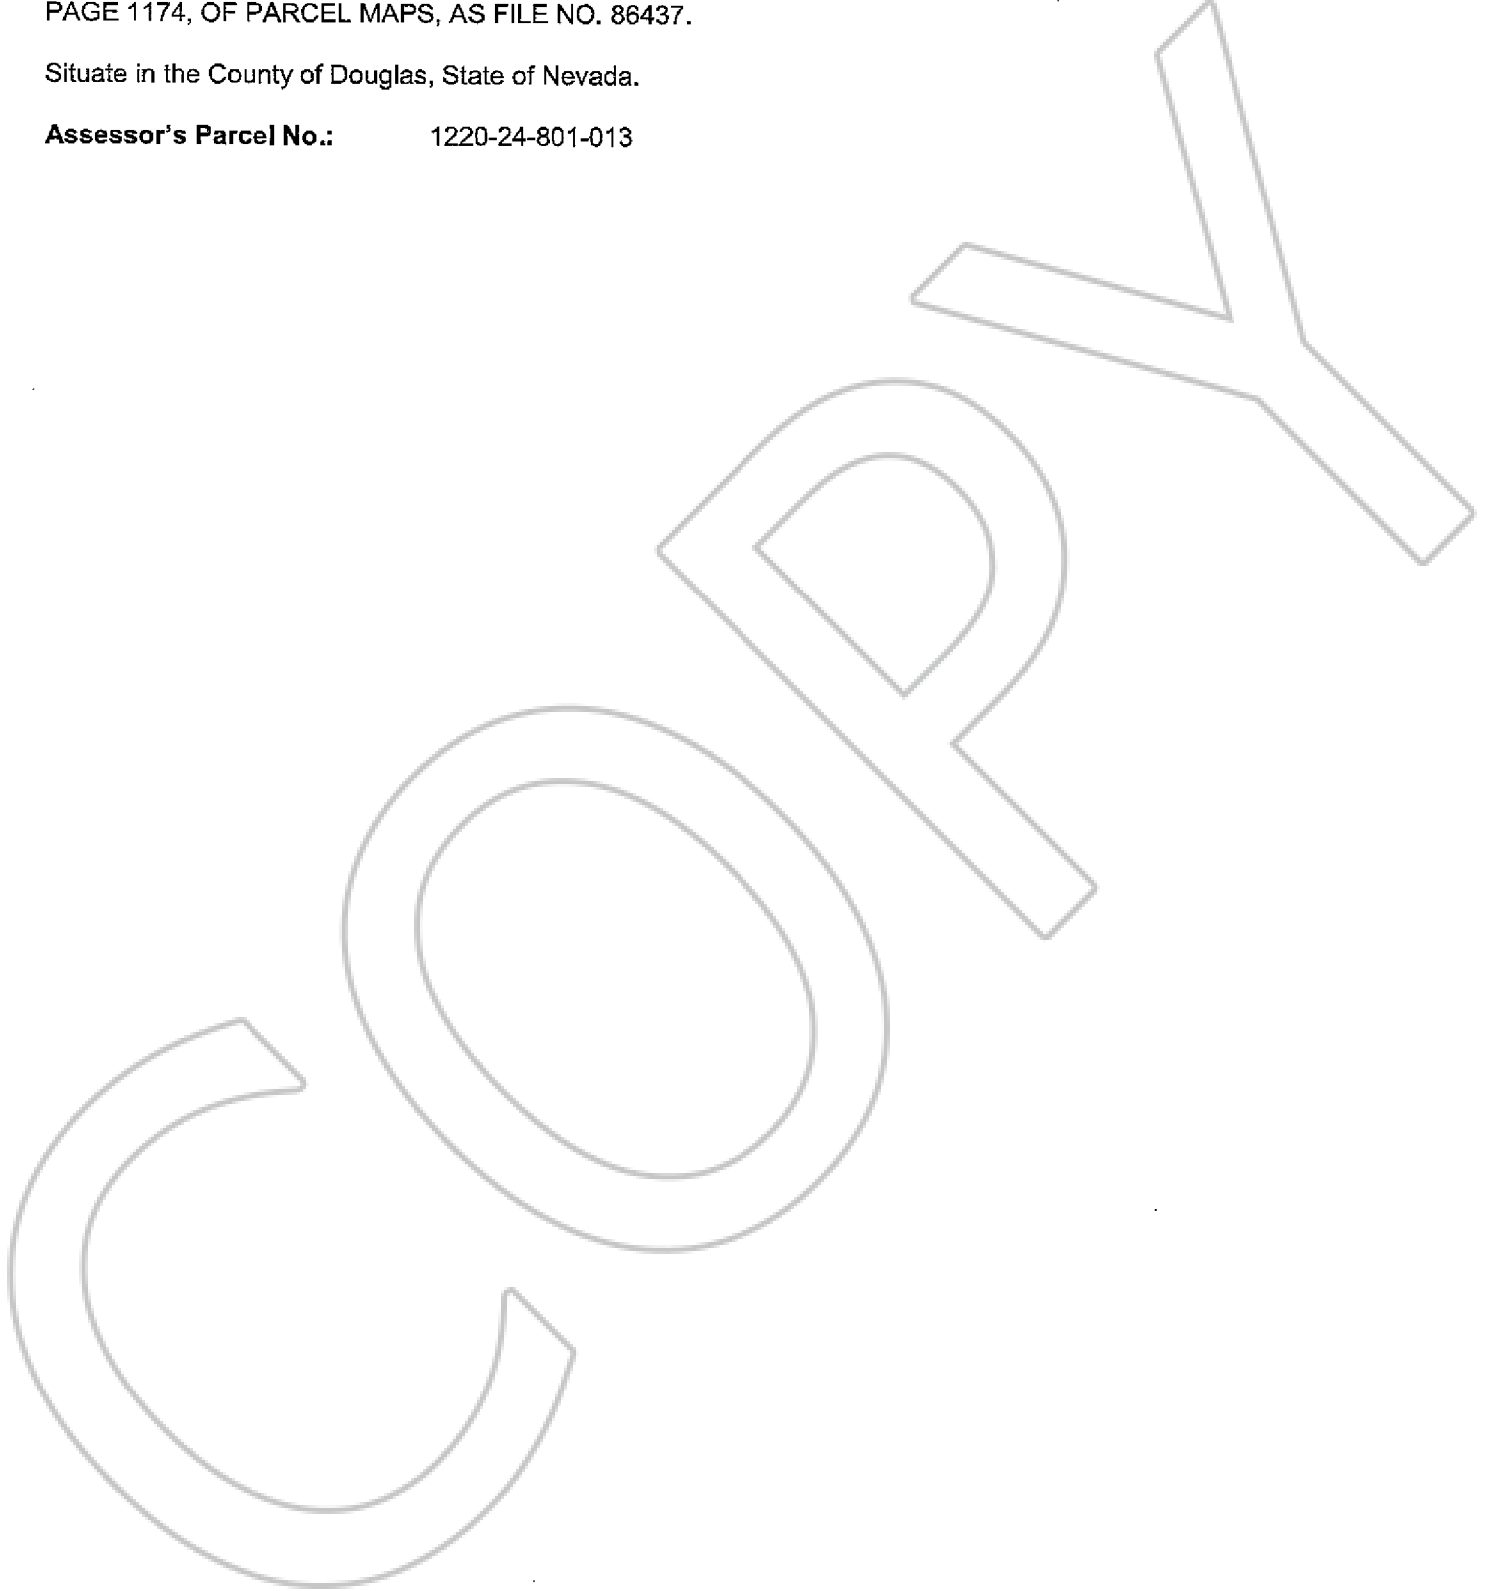 PAGE 1174, OF PARCEL MAPS, AS FILE NO. 86437.
Situate in the County of Douglas, State of Nevada.
Assessor's Parcel No.: 1220-24-801-013
COPY